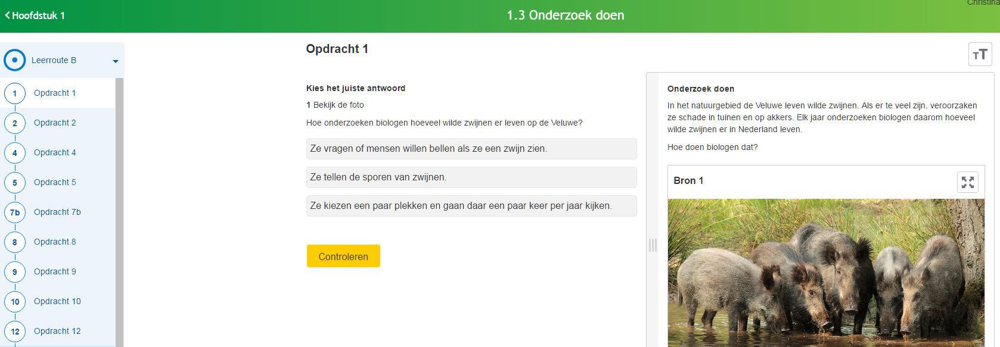 Hoofdstuk 1
1.3 Onderzoek doen
Christina
Leerroute B
1 Opdracht 1
2 Opdracht 2
4 Opdracht 4
5 Opdracht 5
7b Opdracht 7b
8 Opdracht 8
9 Opdracht 9
10 Opdracht 10
12 Opdracht 12
Opdracht 1
TT
Kies het juiste antwoord
1 Bekijk de foto
Hoe onderzoeken biologen hoeveel wilde zwijnen er leven op de Veluwe?
Ze vragen of mensen willen bellen als ze een zwijn zien.
Ze tellen de sporen van zwijnen.
Ze kiezen een paar plekken en gaan daar een paar keer per jaar kijken.
Controleren
Onderzoek doen
In het natuurgebied de Veluwe leven wilde zwijnen. Als er te veel zijn, veroorzaken
ze schade in tuinen en op akkers. Elk jaar onderzoeken biologen daarom hoeveel
wilde zwijnen er in Nederland leven.
Hoe doen biologen dat?
Bron 1